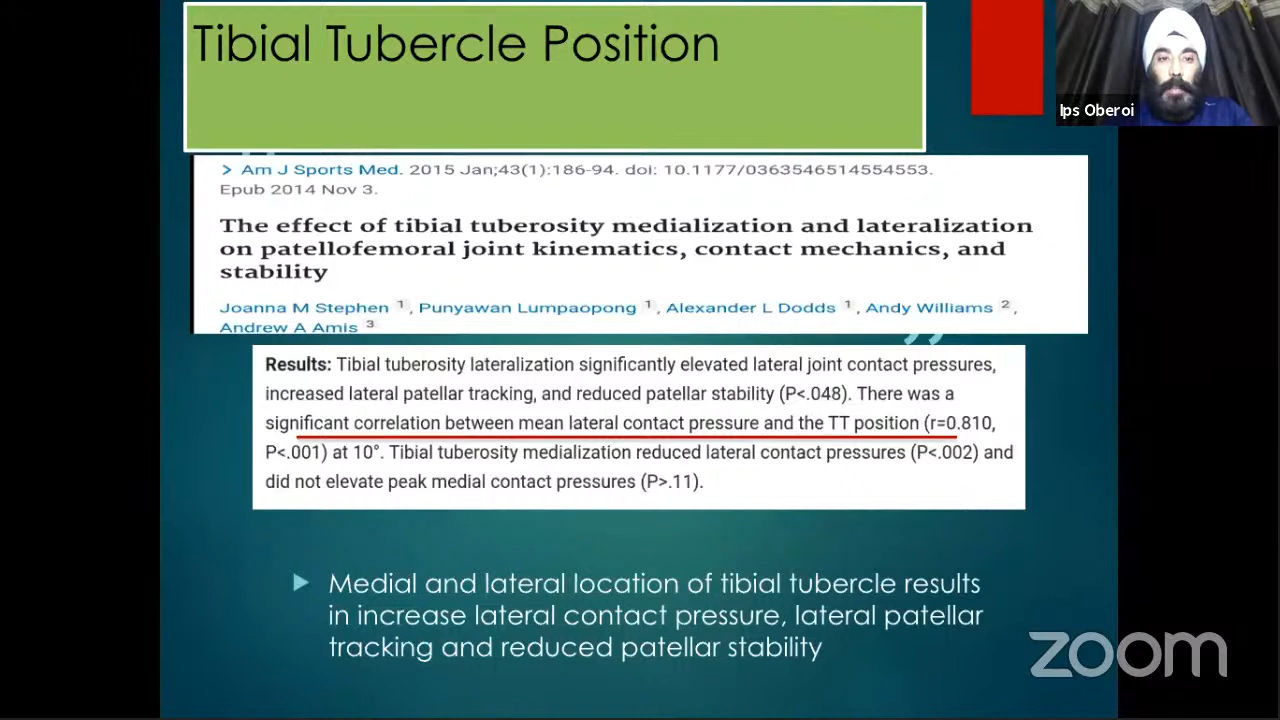 Tibial Tubercle Position
Ips Oberoi
> Am J Sports Med. 2015 Jan;43(1):186-94. doi: 10.1177/0363546514554553.
Epub 2014 Nov 3.
The effect of tibial tuberosity medialization and lateralization
on patellofemoral joint kinematics, contact mechanics, and
stability
Joanna M Stephen 1, Punyawan Lumpaopong 1, Alexander L Dodds 1, Andy Williams 2,
Andrew A Amis 3
Results: Tibial tuberosity lateralization significantly elevated lateral joint contact pressures,
increased lateral patellar tracking, and reduced patellar stability (P<.048). There was a
significant correlation between mean lateral contact pressure and the TT position (r=0.810,
P<.001) at 10°. Tibial tuberosity medialization reduced lateral contact pressures (P<.002) and
did not elevate peak medial contact pressures (P>.11).
Medial and lateral location of tibial tubercle results
in increase lateral contact pressure, lateral patellar
tracking and reduced patellar stability
zoom